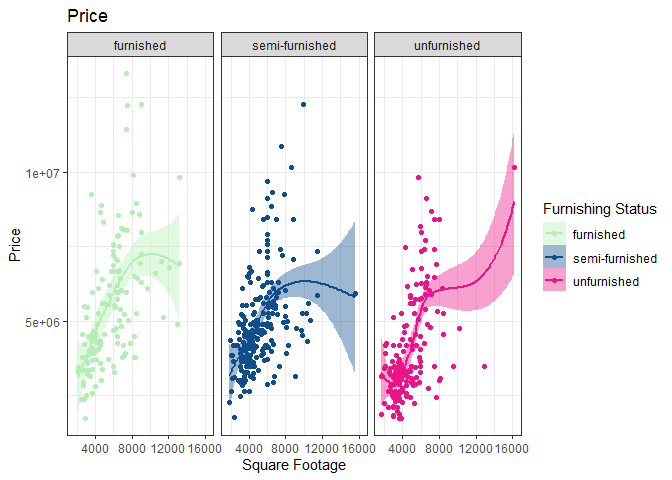 Price
furnished semi-furnished unfurnished
Furnishing Status
furnished
semi-furnished
unfurnished
1e+07
5e+06
Price
4000 8000 12000 16000 4000 8000 12000 16000 4000 8000 12000 16000
Square Footage